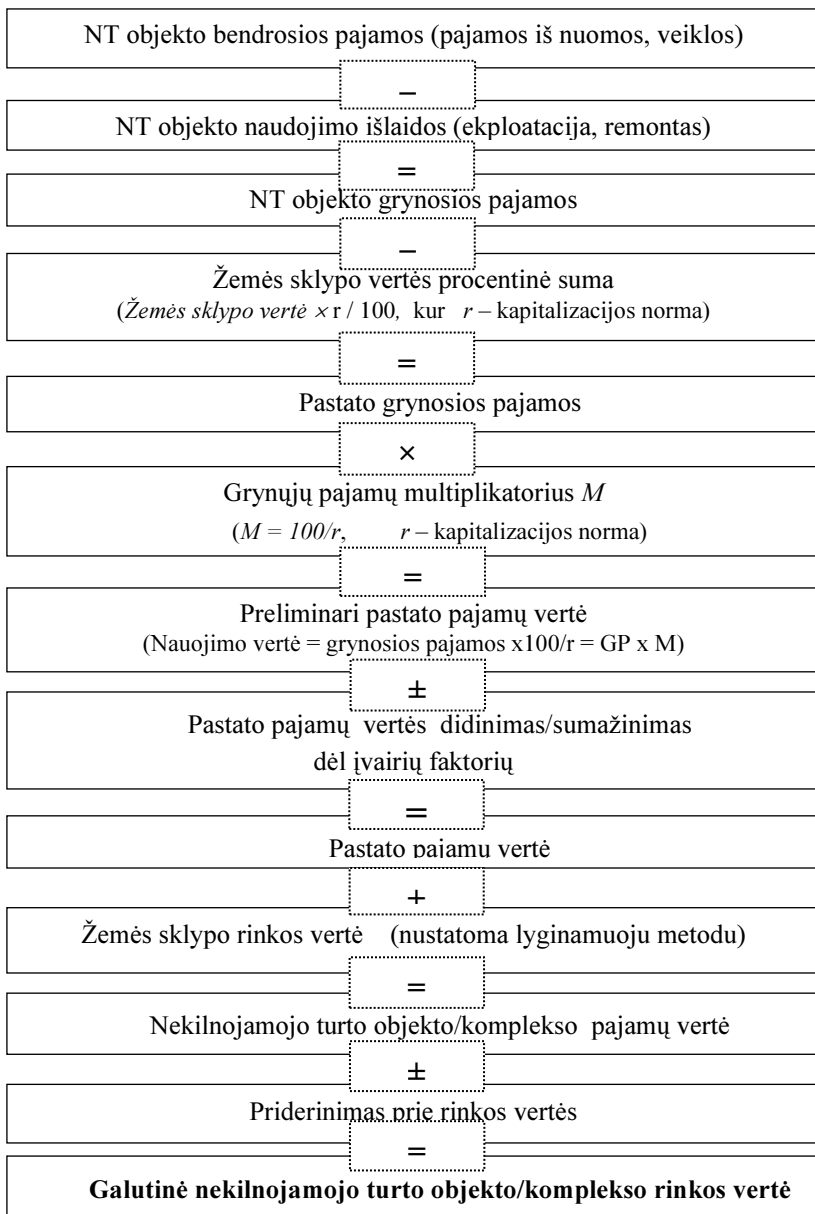 NT objekto bendrosios pajamos (pajamos iš nuomos, veiklos)
–
NT objekto naudojimo išlaidos (ekploatacija, remontas)
=
NT objekto grynosios pajamos
–
Žemės sklypo vertės procentinė suma
(Žemės sklypo vertė × r / 100, kur r – kapitalizacijos norma)
=
Pastato grynosios pajamos
×
Grynųjų pajamų multiplikatorius M
(M = 100/r, r – kapitalizacijos norma)
=
Preliminari pastato pajamų vertė
(Nauojimo vertė = grynosios pajamos x100/r = GP x M)
±
Pastato pajamų vertės didinimas/sumažinimas
dėl įvairių faktorių
=
Pastato pajamų vertė
+
Žemės sklypo rinkos vertė (nustatoma lyginamuoju metodu)
=
Nekilnojamojo turto objekto/komplekso pajamų vertė
±
Priderinimas prie rinkos vertės
=
Galutinė nekilnojamojo turto objekto/komplekso rinkos vertė